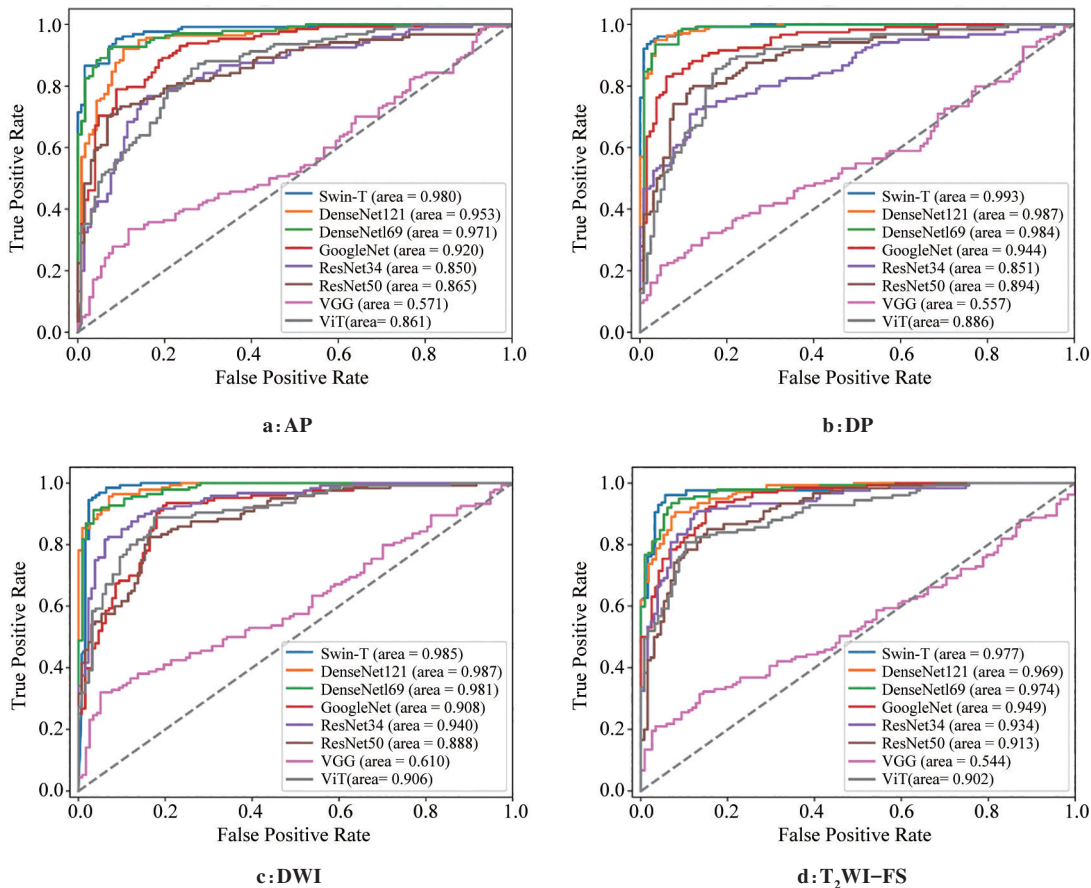 1.0
0.8
0.6
0.4
0.2
0.0
True Positive Rate
Swin-T (area = 0.980)
DenseNet121 (area = 0.953)
DenseNetl69 (area = 0.971)
GoogleNet (area = 0.920)
ResNet34 (area = 0.850)
ResNet50 (area = 0.865)
VGG (area = 0.571)
ViT(area= 0.861)
0.0 0.2 0.4 0.6 0.8 1.0
False Positive Rate
a:AP
1.0
0.8
0.6
0.4
0.2
0.0
True Positive Rate
Swin-T (area = 0.993)
DenseNet121 (area = 0.987)
DenseNetl69 (area = 0.984)
GoogleNet (area = 0.944)
ResNet34 (area = 0.851)
ResNet50 (area = 0.894)
VGG (area = 0.557)
ViT(area= 0.886)
0.0 0.2 0.4 0.6 0.8 1.0
False Positive Rate
b:DP
1.0
0.8
0.6
0.4
0.2
0.0
True Positive Rate
Swin-T (area = 0.985)
DenseNet121 (area = 0.987)
DenseNetl69 (area = 0.981)
GoogleNet (area = 0.908)
ResNet34 (area = 0.940)
ResNet50 (area = 0.888)
VGG (area = 0.610)
ViT(area= 0.906)
0.0 0.2 0.4 0.6 0.8 1.0
False Positive Rate
c:DWI
1.0
0.8
0.6
0.4
0.2
0.0
True Positive Rate
Swin-T (area = 0.977)
DenseNet121 (area = 0.969)
DenseNetl69 (area = 0.974)
GoogleNet (area = 0.949)
ResNet34 (area = 0.934)
ResNet50 (area = 0.913)
VGG (area = 0.544)
ViT(area= 0.902)
0.0 0.2 0.4 0.6 0.8 1.0
False Positive Rate
d:T₂WI-FS